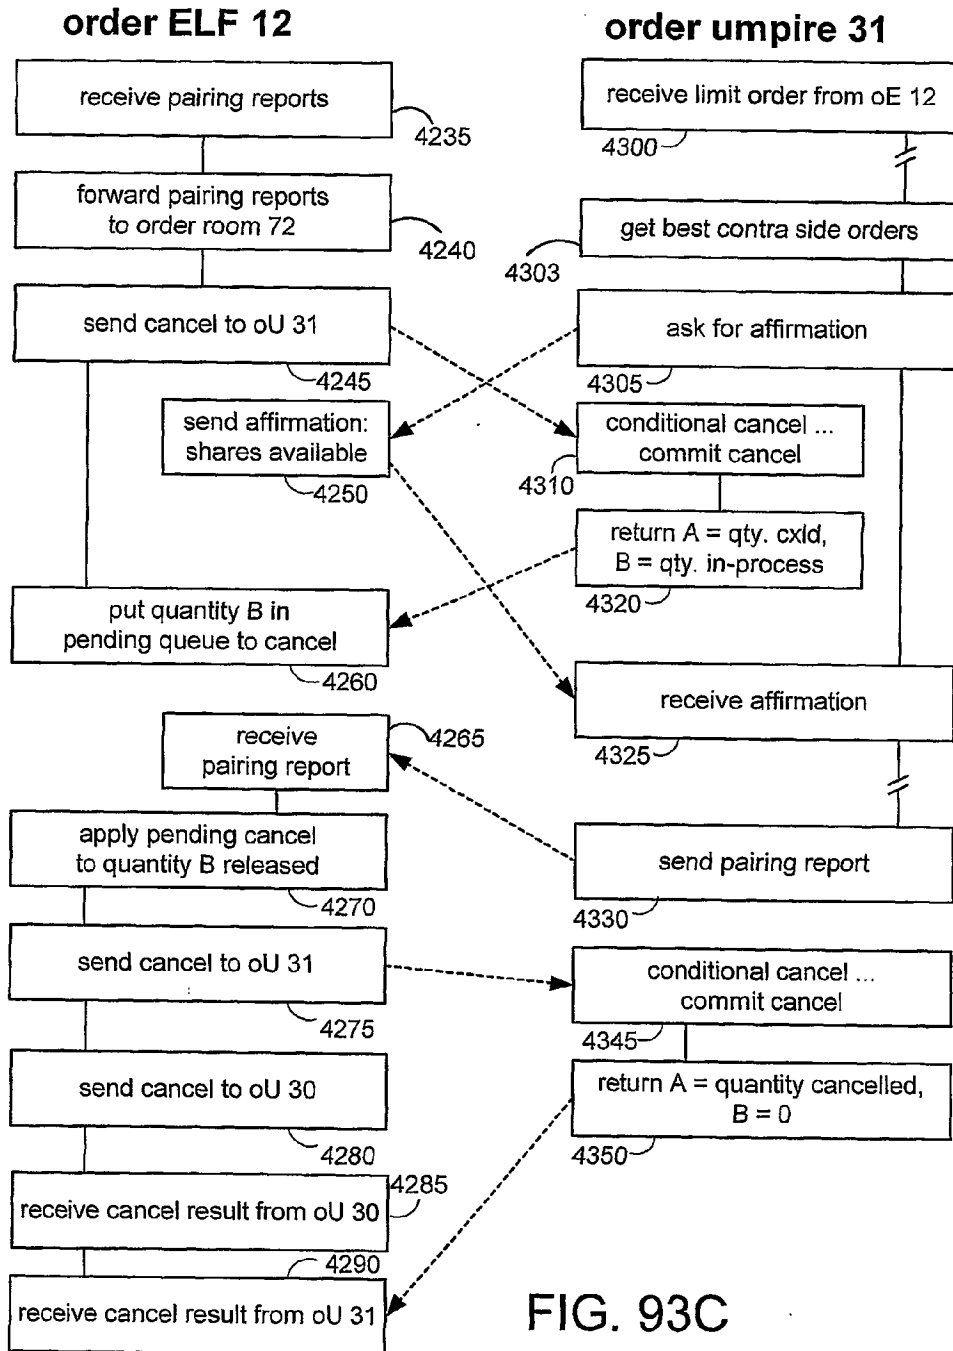 order ELF 12
receive pairing reports
4235
forward pairing reports
to order room 72
4240
send cancel to oU 31
4245
send affirmation:
shares available
4250
put quantity B in
pending queue to cancel
4260
receive
pairing report
4265
apply pending cancel
to quantity B released
4270
send cancel to oU 31
4275
send cancel to oU 30
4280
4285
receive cancel result from oU 30
4290
receive cancel result from oU 31
order umpire 31
receive limit order from oE 12
4300
get best contra side orders
4303
ask for affirmation
4305
conditional cancel ...
commit cancel
4310
return A = qty. cxld,
B = qty. in-process
4320
receive affirmation
4325
send pairing report
4330
conditional cancel ...
commit cancel
4345
return A = quantity cancelled,
B = 0
4350
FIG. 93C